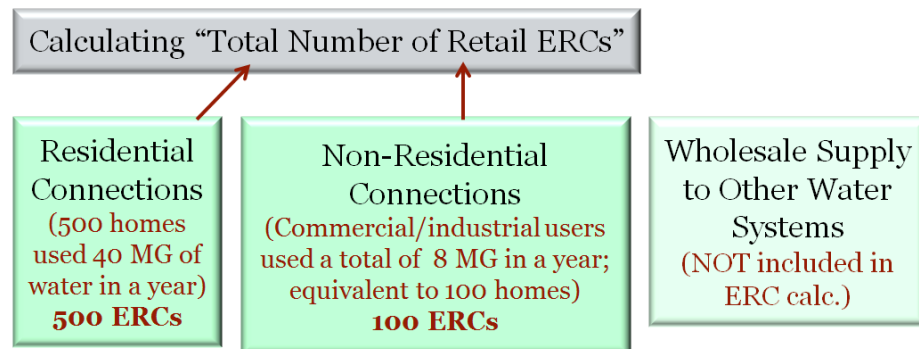 Calculating “Total Number of Retail ERCs”
Residential
Connections
(500 homes
used 40 MG of
water in a year)
500 ERCs
Non-Residential
Connections
(Commercial/industrial users
used a total of 8 MG in a year;
equivalent to 100 homes)
100 ERCs
Wholesale Supply
to Other Water
Systems
(NOT included in
ERC calc.)